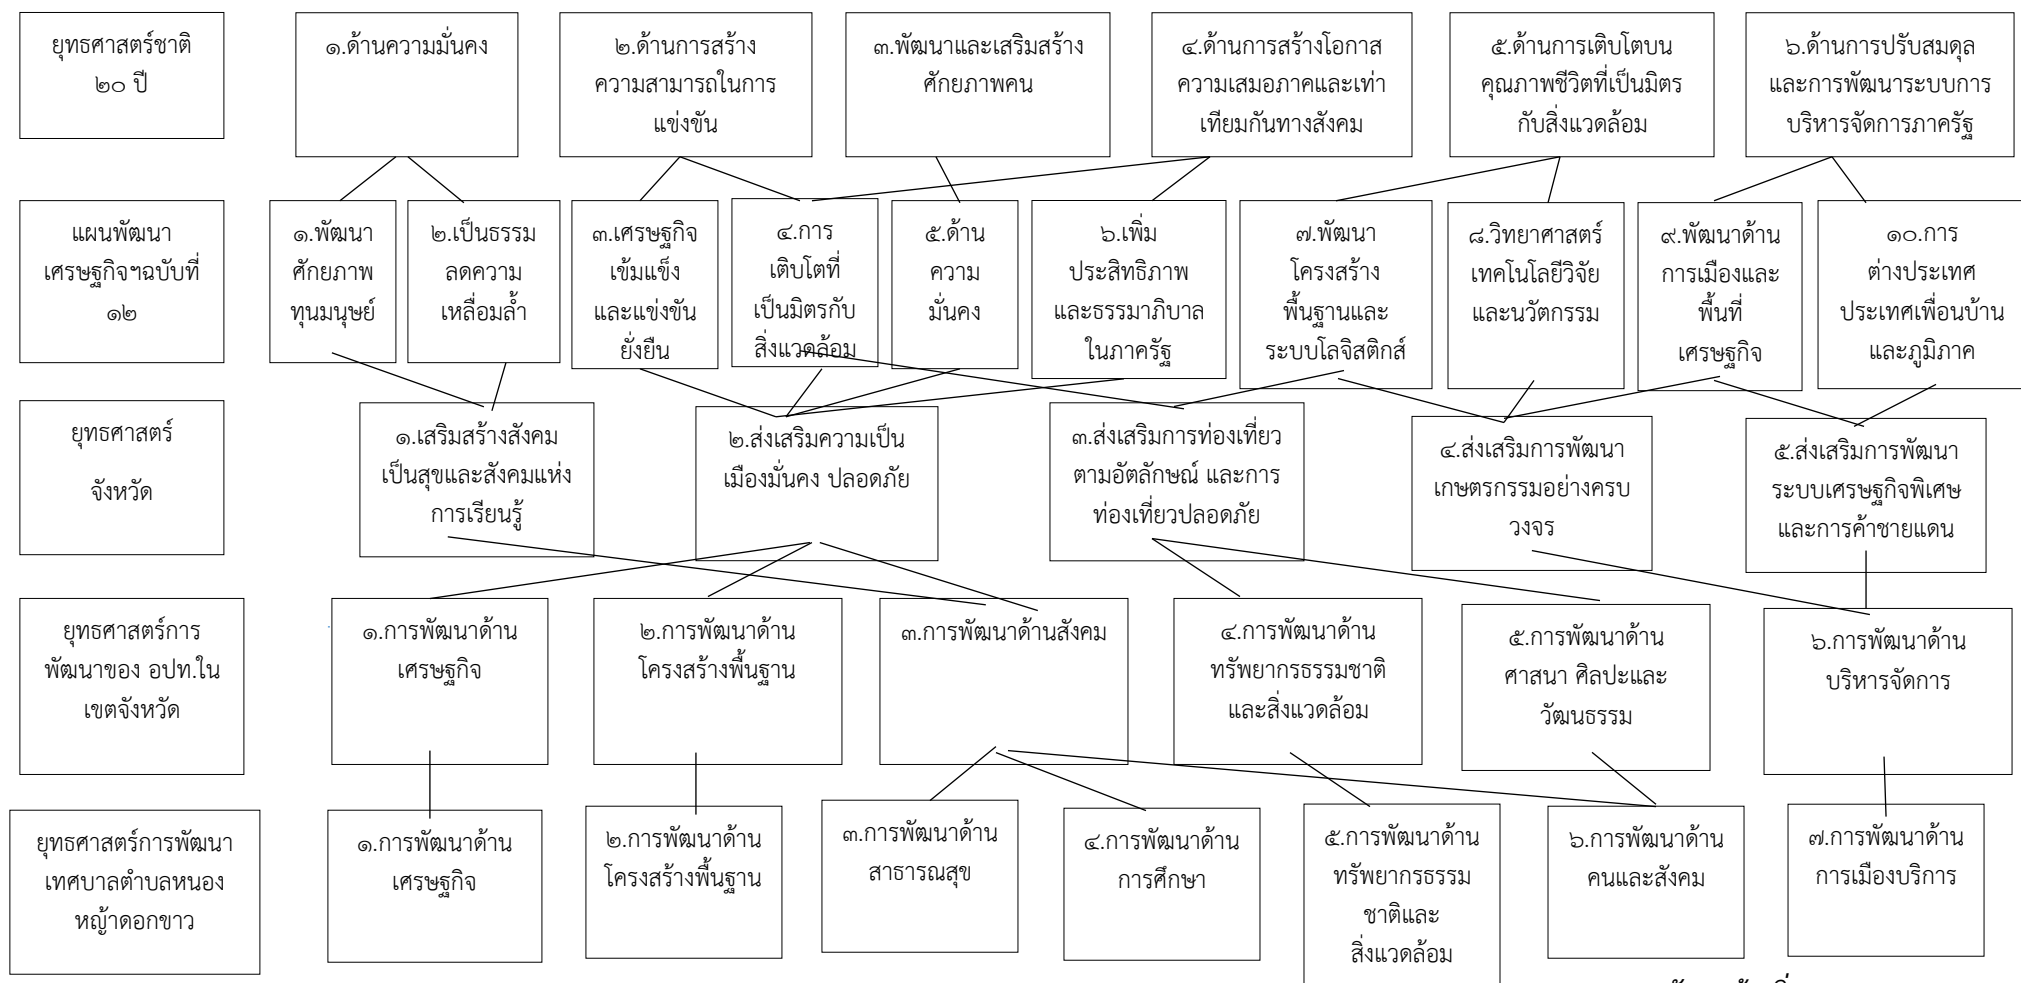 ยุทธศาสตร์ชาติ
๒๐ ปี
๑.ด้านความมั่นคง
๒.ด้านการสร้าง
ความสามารถในการ
แข่งขัน
๓.พัฒนาและเสริมสร้าง
ศักยภาพคน
๔.ด้านการสร้างโอกาส
ความเสมอภาคและเท่า
เทียมกันทางสังคม
๕.ด้านการเติบโตบน
คุณภาพชีวิตที่เป็นมิตร
กับสิ่งแวดล้อม
๖.ด้านการปรับสมดุล
และการพัฒนาระบบการ
บริหารจัดการภาครัฐ
แผนพัฒนา
เศรษฐกิจฯฉบับที่
๑๒
๑.พัฒนา
ศักยภาพ
ทุนมนุษย์
๒.เป็นธรรม
ลดความ
เหลื่อมล้ำ
๓.เศรษฐกิจ
เข้มแข็ง
และแข่งขัน
ยั่งยืน
๔.การ
เติบโตที่
เป็นมิตรกับ
สิ่งแวดล้อม
๕.ด้าน
ความ
มั่นคง
๖.เพิ่ม
ประสิทธิภาพ
และธรรมาภิบาล
ในภาครัฐ
๗.พัฒนา
โครงสร้าง
พื้นฐานและ
ระบบโลจิสติกส์
๘.วิทยาศาสตร์
เทคโนโลยีวิจัย
และนวัตกรรม
๙.พัฒนาด้าน
การเมืองและ
พื้นที่
เศรษฐกิจ
๑๐.การ
ต่างประเทศ
ประเทศเพื่อนบ้าน
และภูมิภาค
ยุทธศาสตร์
จังหวัด
๑.เสริมสร้างสังคม
เป็นสุขและสังคมแห่ง
การเรียนรู้
๒.ส่งเสริมความเป็น
เมืองมั่นคง ปลอดภัย
๓.ส่งเสริมการท่องเที่ยว
ตามอัตลักษณ์ และการ
ท่องเที่ยวปลอดภัย
๔.ส่งเสริมการพัฒนา
เกษตรกรรมอย่างครบ
วงจร
๕.ส่งเสริมการพัฒนา
ระบบเศรษฐกิจพิเศษ
และการค้าชายแดน
ยุทธศาสตร์การ
พัฒนาของ อปท.ใน
เขตจังหวัด
๑.การพัฒนาด้าน
เศรษฐกิจ
๒.การพัฒนาด้าน
โครงสร้างพื้นฐาน
๓.การพัฒนาด้านสังคม
๔.การพัฒนาด้าน
ทรัพยากรธรรมชาติ
และสิ่งแวดล้อม
๕.การพัฒนาด้าน
ศาสนา ศิลปะและ
วัฒนธรรม
๖.การพัฒนาด้าน
บริหารจัดการ
ยุทธศาสตร์การพัฒนา
เทศบาลตำบลหนอง
หญ้าดอกขาว
๑.การพัฒนาด้าน
เศรษฐกิจ
๒.การพัฒนาด้าน
โครงสร้างพื้นฐาน
๓.การพัฒนาด้าน
สาธารณสุข
๔.การพัฒนาด้าน
การศึกษา
๕.การพัฒนาด้าน
ทรัพยากรธรรม
ชาติและ
สิ่งแวดล้อม
๖.การพัฒนาด้าน
คนและสังคม
๗.การพัฒนาด้าน
การเมืองบริการ